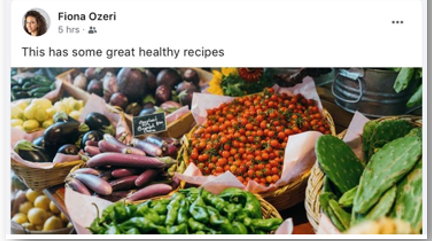 Fiona Ozeri
5 hrs ·
This has some great healthy recipes